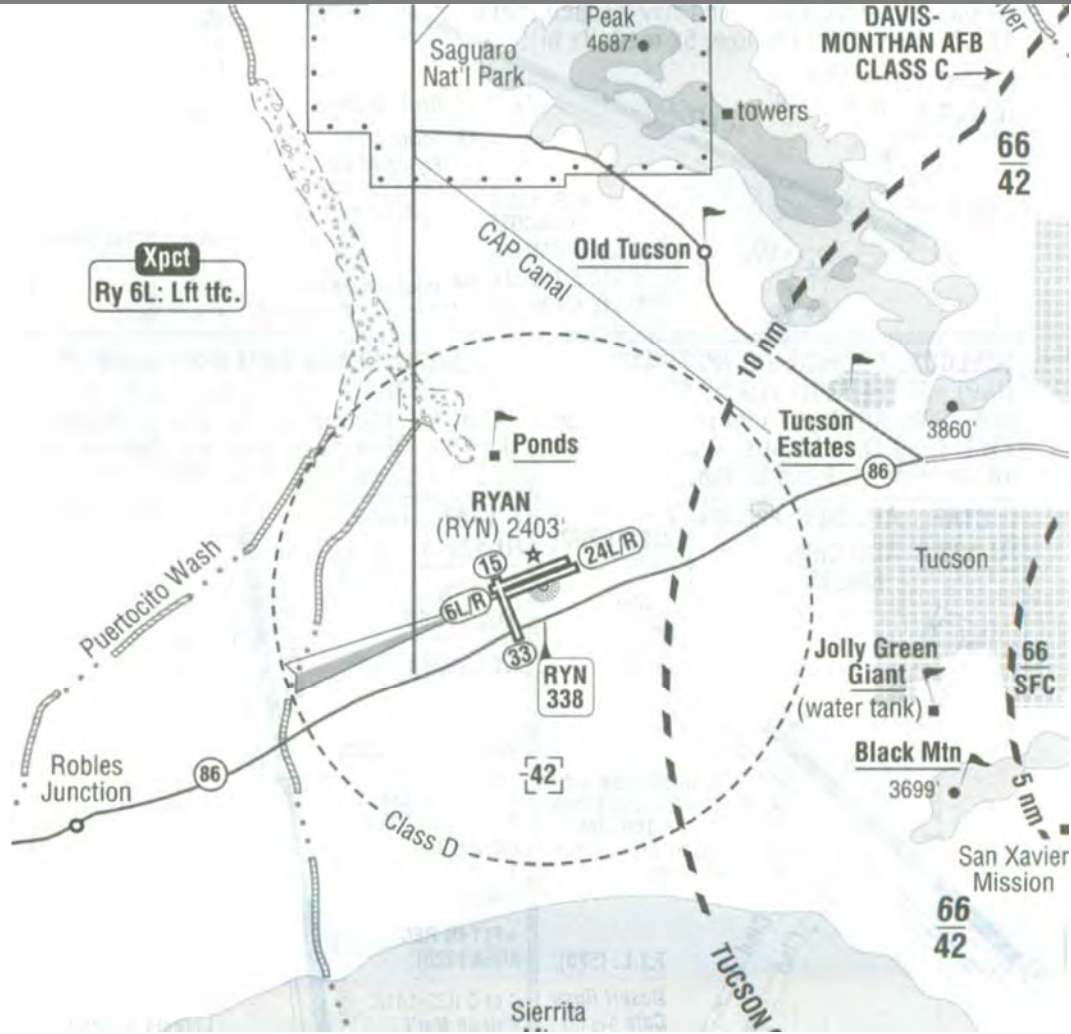 Peak
4687'
Saguaro
Nat'l Park
DAVIS-
MONTHAN AFB
CLASS C
towers
66
42
Xpct
Ry 6L: Lft tfc.
CAP Canal
Old Tucson
10 nm
3860'
Ponds
Tucson
Estates
86
RYAN
(RYN) 2403'
15
24L/R
6L/R
33
RYN
338
Tucson
Puertocito Wash
Jolly Green
Giant
(water tank)
66
SFC
Black Mtn
3699'
5 nm
Robles
Junction
86
-42
Class D
San Xavier
Mission
66
42
TUCSON
Sierrita